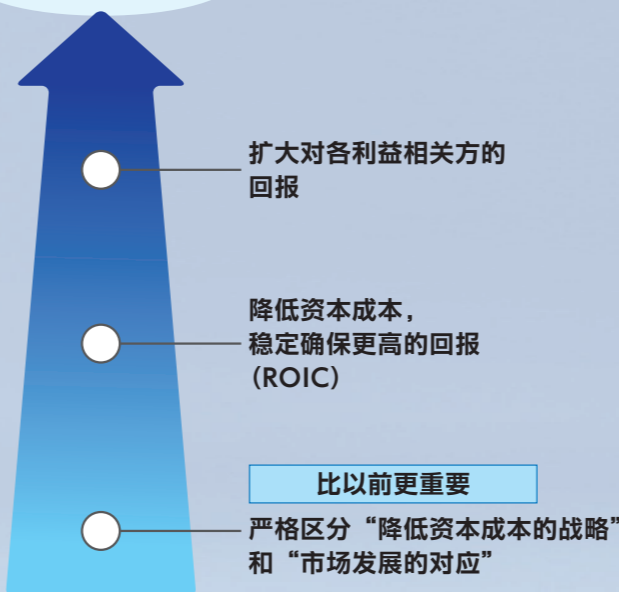 扩大对各利益相关方的
回报
降低资本成本，
稳定确保更高的回报
（ROIC）
比以前更重要
严格区分“降低资本成本的战略”
和“市场发展的对应”